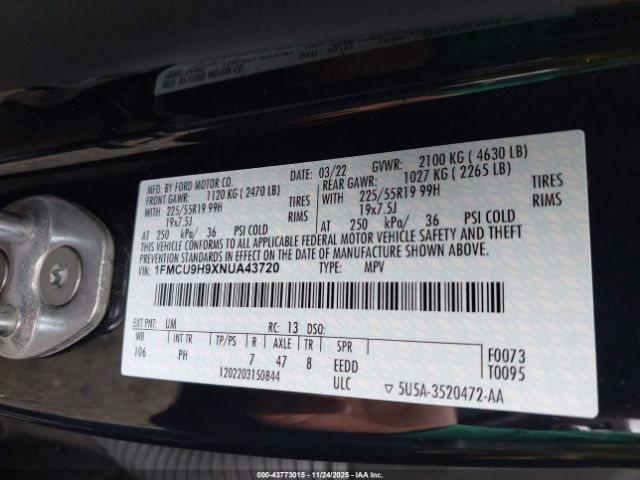 MFD. BY FORD MOTOR CO.
DATE: 03/22 GVWR: 2100 KG ( 4630 LB)
FRONT GAWR: 1120 KG ( 2470 LB) REAR GAWR: 1027 KG ( 2265 LB)
WITH 225/55R19 99H TIRES WITH 225/55R19 99H TIRES
19x7.5J RIMS 19x7.5J RIMS
AT 250 kPa/ 36 PSI COLD AT 250 kPa/ 36 PSI COLD
THIS VEHICLE CONFORMS TO ALL APPLICABLE FEDERAL MOTOR VEHICLE SAFETY AND THEFT PREVENTION STANDARDS IN EFFECT ON THE DATE OF MANUFACTURE SHOWN ABOVE.
VIN: 1FMCU9H9XNUA43720 TYPE: MPV
EXT PNT: UM RC: 13 DSO:
WB INT TR TP/PS R AXLE TR SPR
106 PH 7 47 8 EEDD
ULC
F0073
T0095
1202203150844
▽ 5U5A-3520472-AA
000-43773015 | 11/24/2025 | IAA Inc.